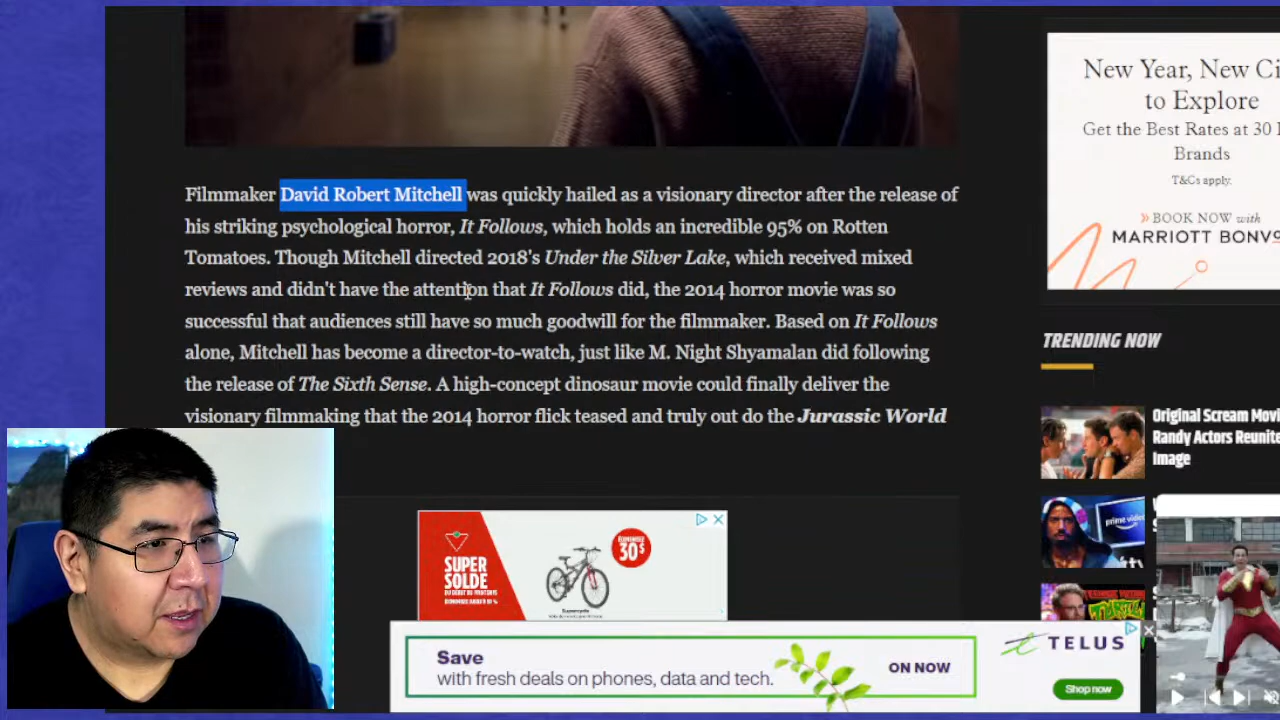 Filmmaker David Robert Mitchell was quickly hailed as a visionary director after the release of
his striking psychological horror, It Follows, which holds an incredible 95% on Rotten
Tomatoes. Though Mitchell directed 2018's Under the Silver Lake, which received mixed
reviews and didn't have the attention that It Follows did, the 2014 horror movie was so
successful that audiences still have so much goodwill for the filmmaker. Based on It Follows
alone, Mitchell has become a director-to-watch, just like M. Night Shyamalan did following
the release of The Sixth Sense. A high-concept dinosaur movie could finally deliver the
visionary filmmaking that the 2014 horror flick teased and truly out do the Jurassic World
New Year, New Ci
to Explore
Get the Best Rates at 30
Brands
T&Cs apply.
BOOK NOW with
MARRIOTT BONV
TRENDING NOW
Original Scream Movi
Randy Actors Reunite
Image
prime video
SUPER
SOLDE
30$
Supercycle
Save
with fresh deals on phones, data and tech.
ON NOW
TELUS
Shop now